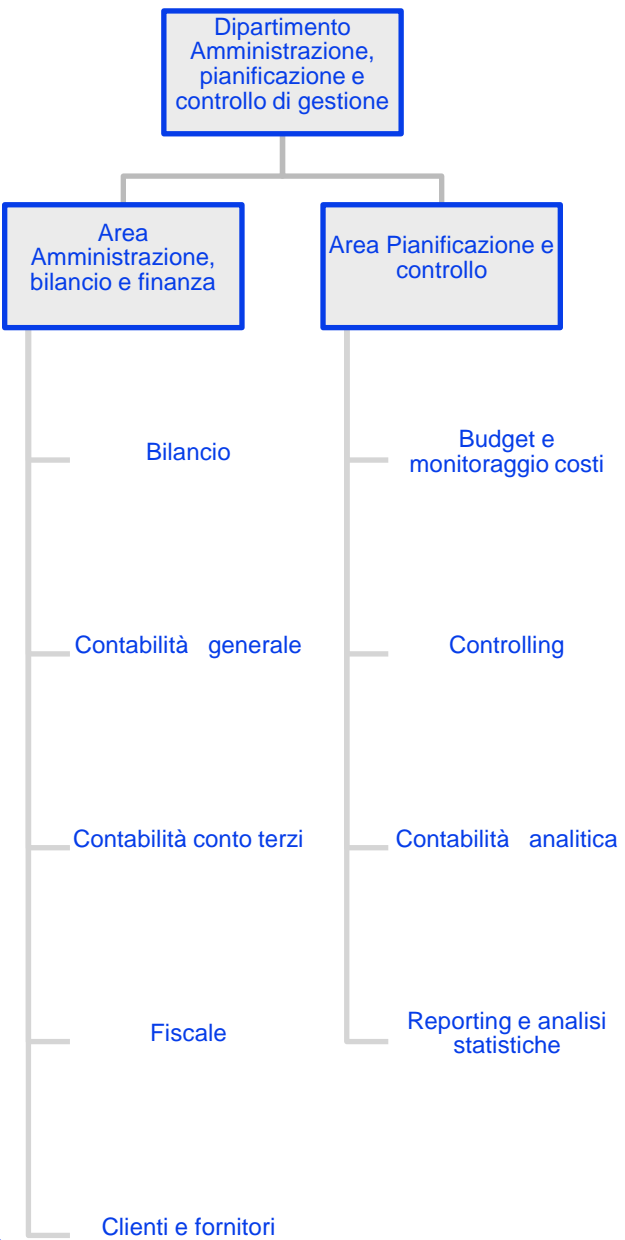 Dipartimento
Amministrazione,
pianificazione e
controllo di gestione
Area
Amministrazione,
bilancio e finanza
Area Pianificazione e
controllo
Bilancio
Contabilità generale
Contabilità conto terzi
Fiscale
Clienti e fornitori
Budget e
monitoraggio costi
Controlling
Contabilità analitica
Reporting e analisi
statistiche